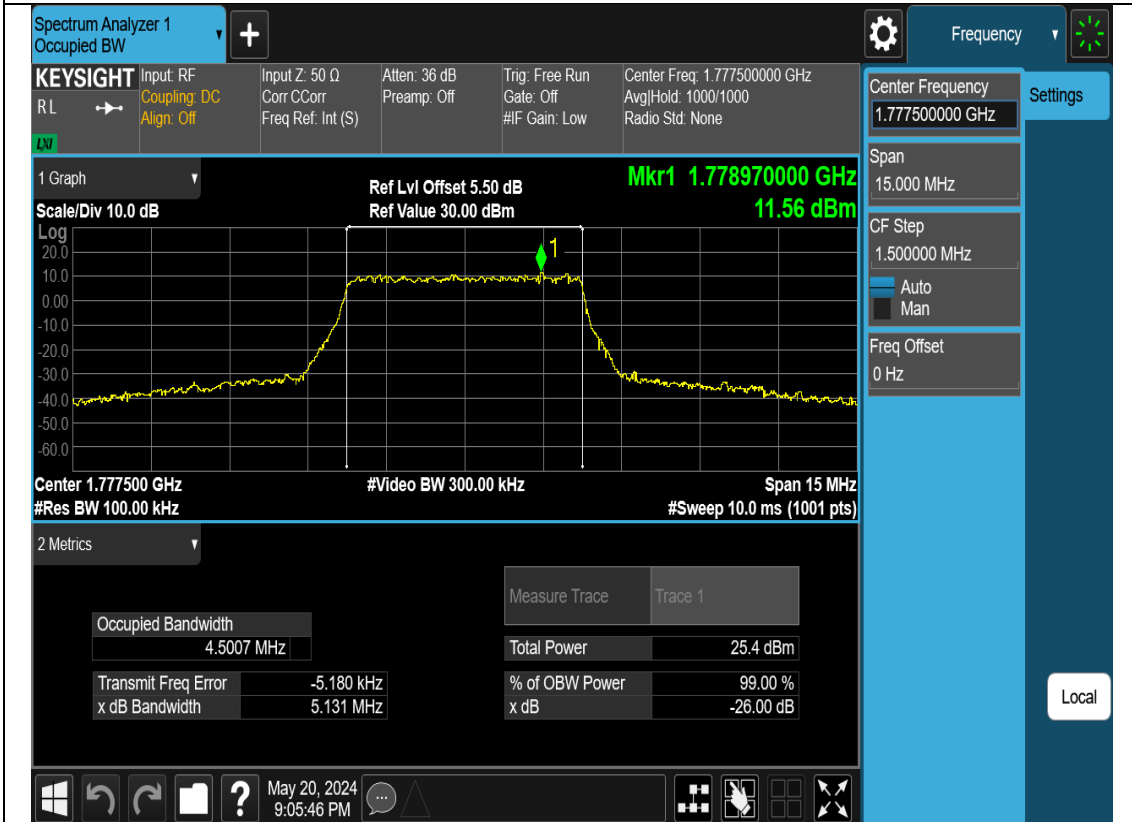 Spectrum Analyzer 1
Occupied BW
+
Frequency
KEYSIGHT
RL
LXI
Input: RF
Coupling: DC
Align: Off
Input Z: 50 Ω
Corr CCorr
Freq Ref: Int (S)
Atten: 36 dB
Preamp: Off
Trig: Free Run
Gate: Off
#IF Gain: Low
Center Freq: 1.777500000 GHz
Avg|Hold: 1000/1000
Radio Std: None
Center Frequency
1.777500000 GHz
Settings
Span
15.000 MHz
CF Step
1.500000 MHz
Auto
Man
Freq Offset
0 Hz
Local
1 Graph
Scale/Div 10.0 dB
Ref Lvl Offset 5.50 dB
Ref Value 30.00 dBm
Mkr1 1.778970000 GHz
11.56 dBm
Log
20.0
10.0
0.00
-10.0
-20.0
-30.0
-40.0
-50.0
-60.0
1
Center 1.777500 GHz
#Res BW 100.00 kHz
#Video BW 300.00 kHz
Span 15 MHz
#Sweep 10.0 ms (1001 pts)
2 Metrics
Measure Trace Trace 1
Occupied Bandwidth
4.5007 MHz
Total Power 25.4 dBm
Transmit Freq Error -5.180 kHz
% of OBW Power 99.00 %
x dB Bandwidth 5.131 MHz
x dB -26.00 dB
?
May 20, 2024
9:05:46 PM